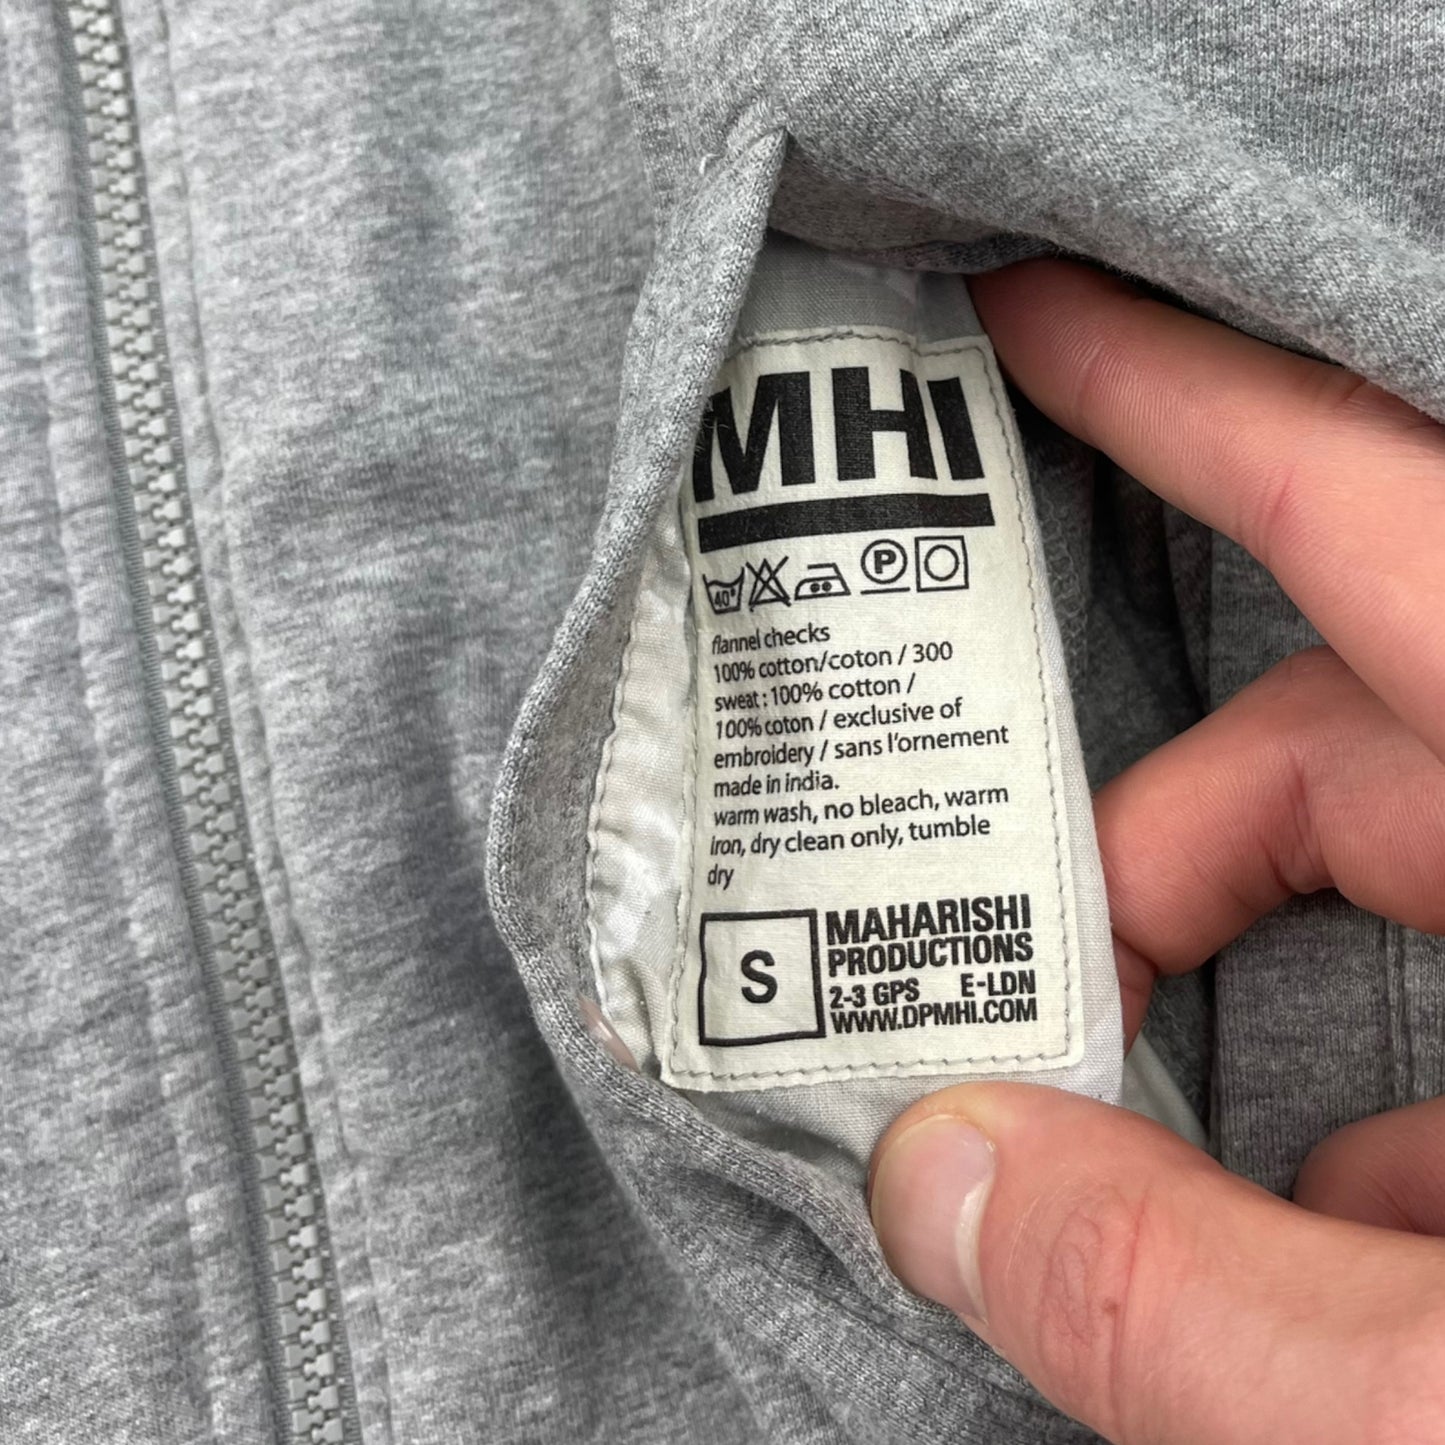 MHI
40°
P
flannel checks
100% cotton/coton / 300
sweat : 100% cotton /
100% coton / exclusive of
embroidery / sans l'ornement
made in india.
warm wash, no bleach, warm
iron, dry clean only, tumble
dry
S
MAHARISHI
PRODUCTIONS
2-3 GPS E-LDN
WWW.DPMHI.COM